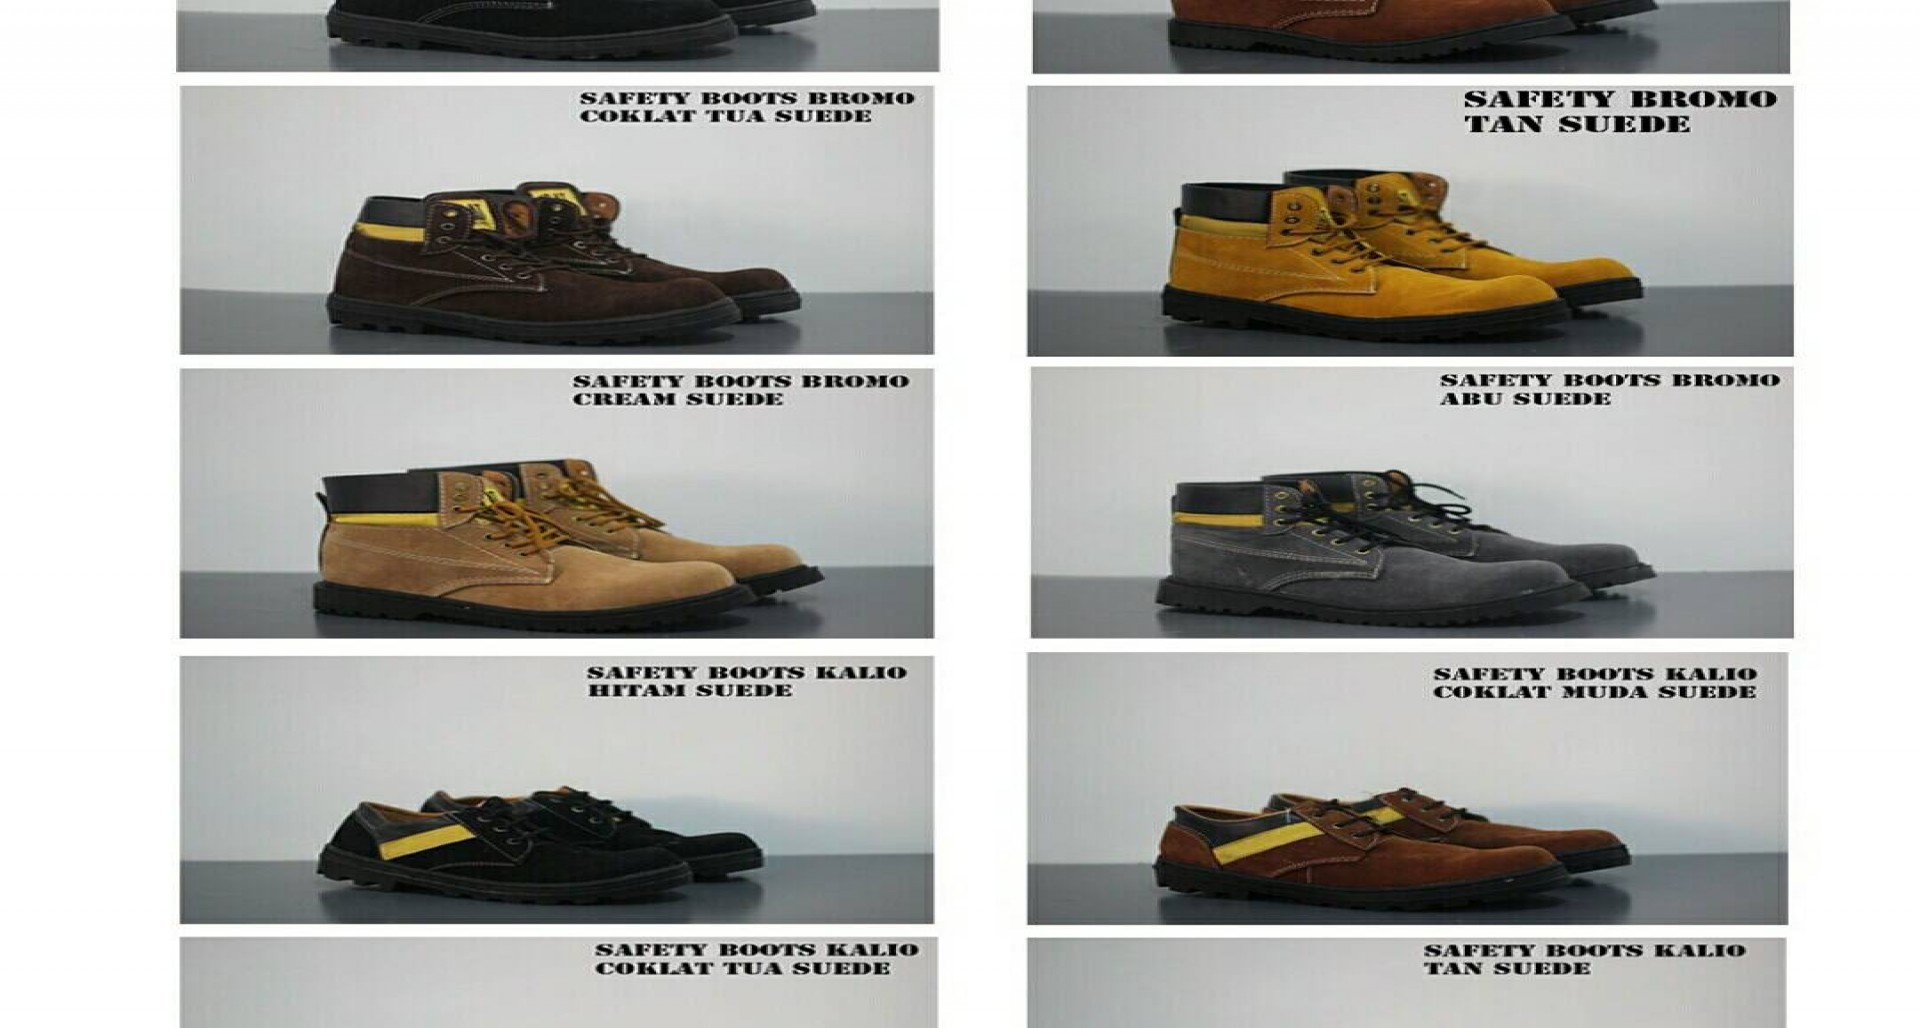 SAFETY BOOTS BROMO
COKLAT TUA SUEDE
SAFETY BROMO
TAN SUEDE
SAFETY BOOTS BROMO
CREAM SUEDE
SAFETY BOOTS BROMO
ABU SUEDE
SAFETY BOOTS KALIO
HITAM SUEDE
SAFETY BOOTS KALIO
COKLAT MUDA SUEDE
SAFETY BOOTS KALIO
COKLAT TUA SUEDE
SAFETY BOOTS KALIO
TAN SUEDE